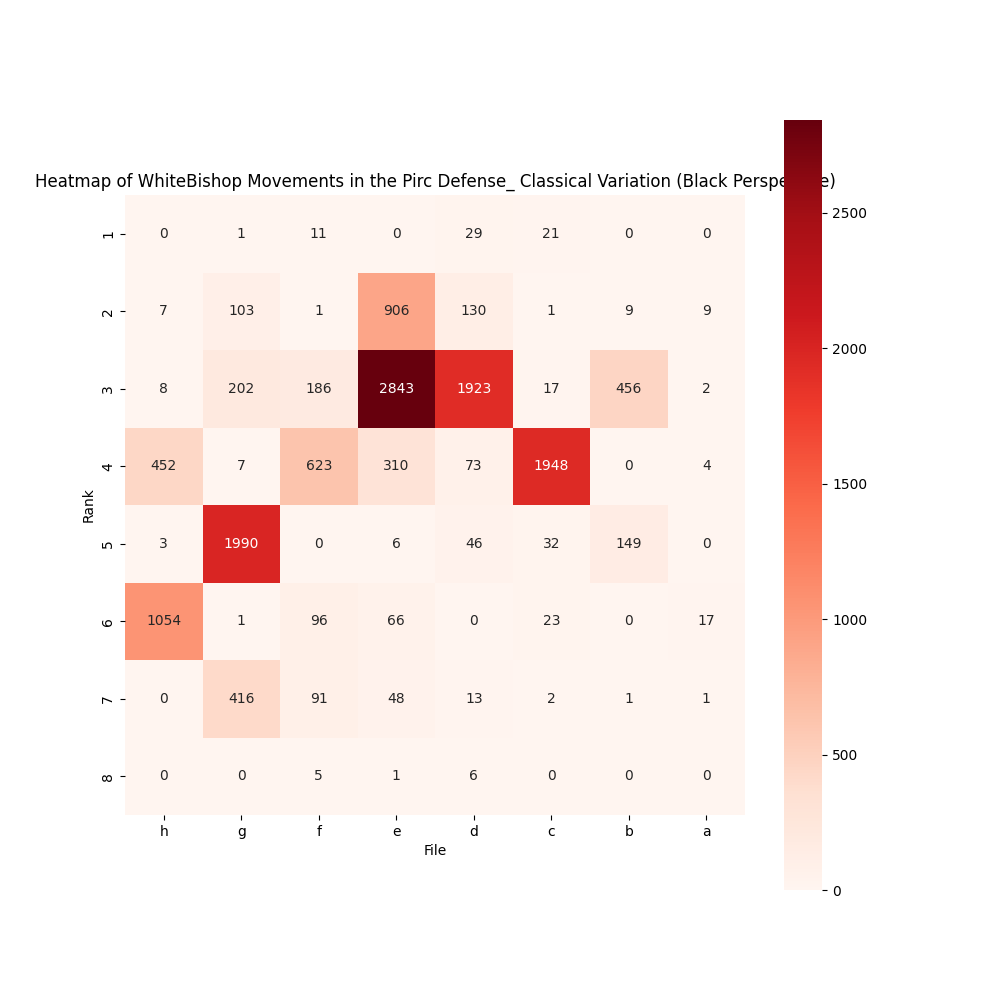 Heatmap of WhiteBishop Movements in the Pirc Defense_ Classical Variation (Black Perspe e)
1 0 1 11 0 29 21 0 0
2 7 103 1 906 130 1 9 9
3 8 202 186 2843 1923 17 456 2
4 452 7 623 310 73 1948 0 4
5 3 1990 0 6 46 32 149 0
6 1054 1 96 66 0 23 0 17
7 0 416 91 48 13 2 1 1
8 0 0 5 1 6 0 0 0
h g f e d c b a
File
Rank
2500
2000
1500
1000
500
0